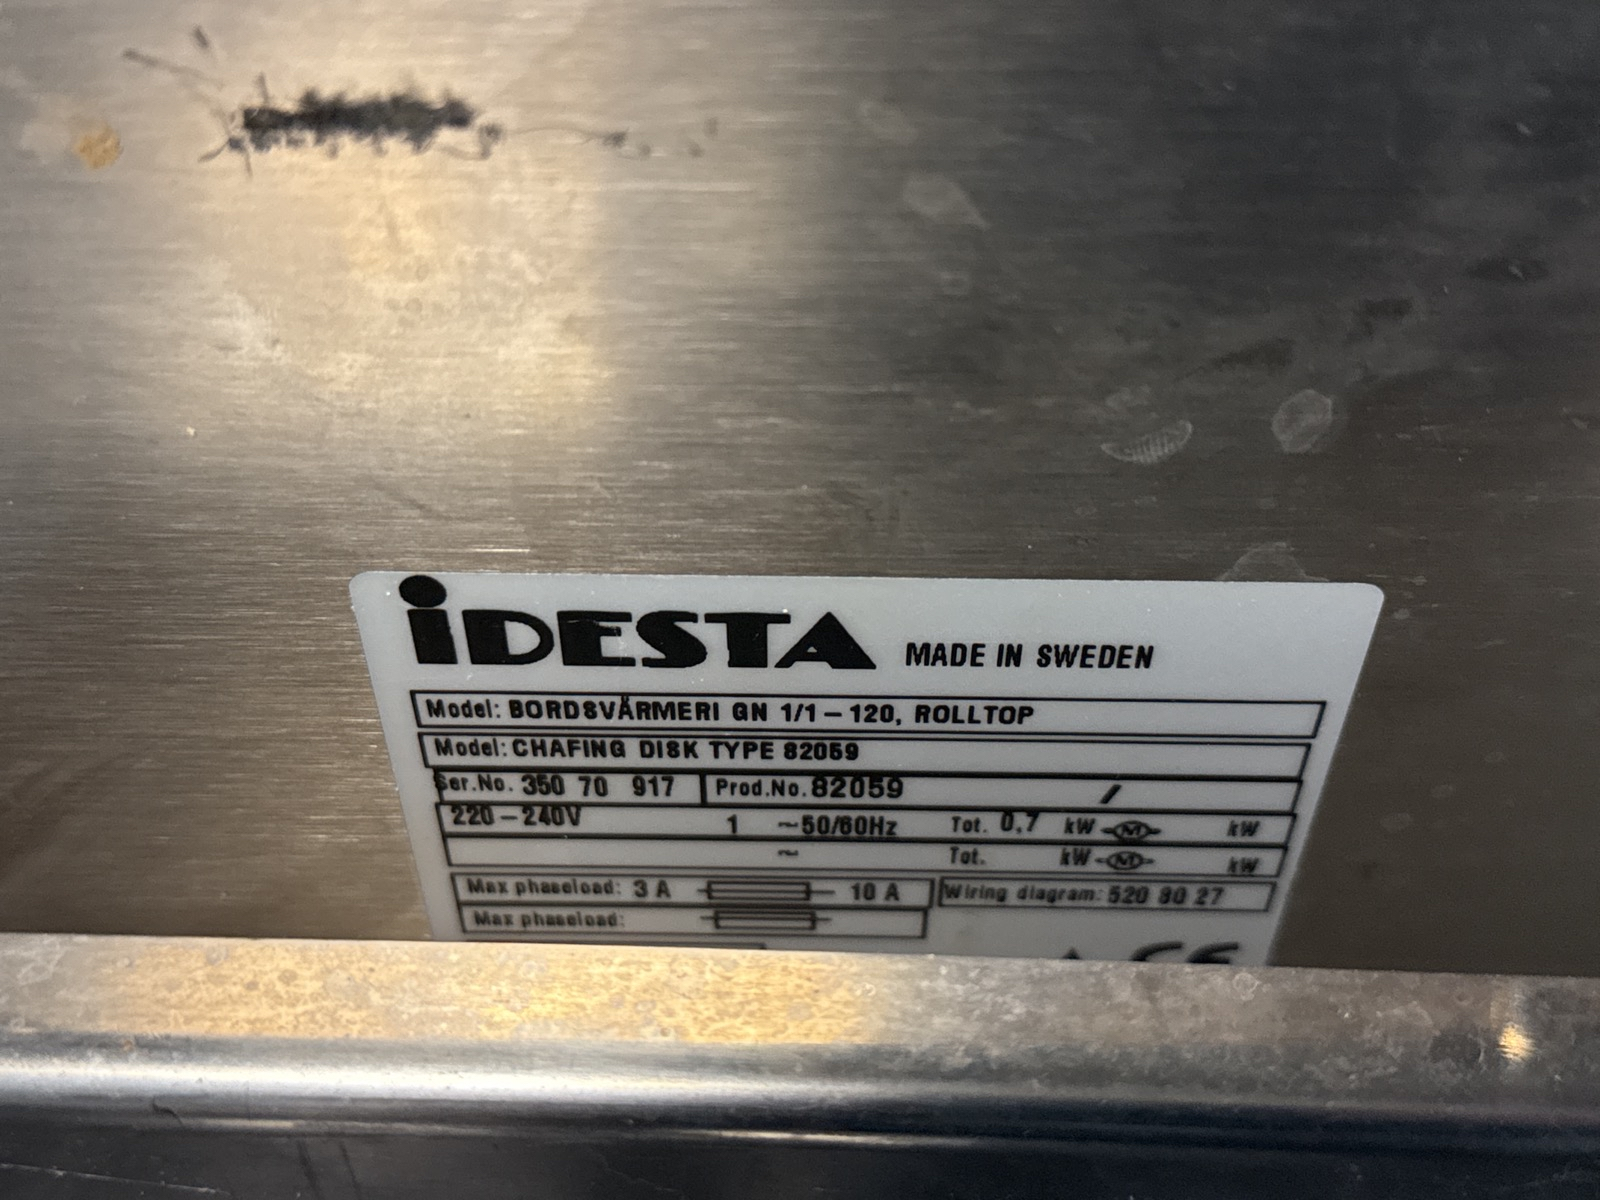 iDESTA MADE IN SWEDEN
Model: BORDSVÄRMERI GN 1/1-120, ROLLTOP
Model: CHAFING DISK TYPE 82059
Ser.No. 350 70 917 Prod.No. 82059 /
220-240V 1 ~50/60Hz Tot. 0,7 kW M kW
~ Tot. kW M kW
Max phaseload: 3 A 10 A Wiring diagram: 520 80 27
Max phaseload:
CE